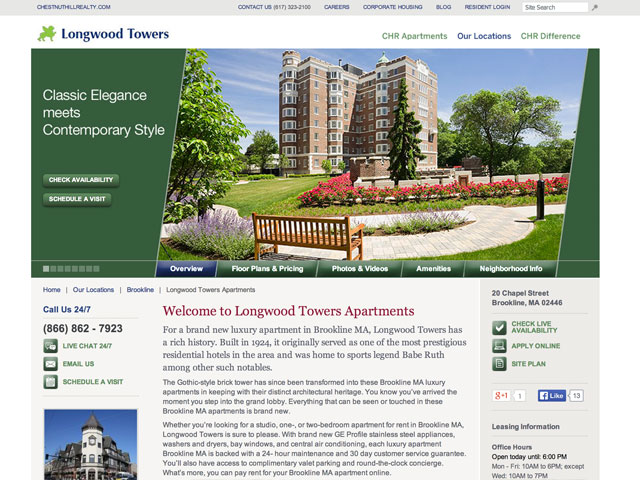 CHESTNUTHILLREALTY.COM
CONTACT US (617) 323-2100
CAREERS
CORPORATE HOUSING
BLOG
RESIDENT LOGIN
Site Search
Longwood Towers
CHR Apartments
Our Locations
CHR Difference
Classic Elegance
meets
Contemporary Style
CHECK AVAILABILITY
SCHEDULE A VISIT
Overview
Floor Plans & Pricing
Photos & Videos
Amenities
Neighborhood Info
Home | Our Locations | Brookline | Longwood Towers Apartments
Call Us 24/7
(866) 862 - 7923
LIVE CHAT 24/7
EMAIL US
SCHEDULE A VISIT
Welcome to Longwood Towers Apartments
For a brand new luxury apartment in Brookline MA, Longwood Towers has
a rich history. Built in 1924, it originally served as one of the most prestigious
residential hotels in the area and was home to sports legend Babe Ruth
among other such notables.
The Gothic-style brick tower has since been transformed into these Brookline MA luxury
apartments in keeping with their distinct architectural heritage. You know you've arrived the
moment you step into the grand lobby. Everything that can be seen or touched in these
Brookline MA apartments is brand new.
Whether you're looking for a studio, one-, or two-bedroom apartment for rent in Brookline MA,
Longwood Towers is sure to please. With brand new GE Profile stainless steel appliances,
washers and dryers, bay windows, and central air conditioning, each luxury apartment
Brookline MA is backed with a 24- hour maintenance and 30 day customer service guarantee.
You'll also have access to complimentary valet parking and round-the-clock concierge.
What's more, you can pay rent for your Brookline MA apartment online.
20 Chapel Street
Brookline, MA 02446
CHECK LIVE
AVAILABILITY
APPLY ONLINE
SITE PLAN
g+1 1
Like 13
Leasing Information
Office Hours
Open today until: 6:00 PM
Mon - Fri: 10AM to 6PM; except
Wed: 10AM to 7PM